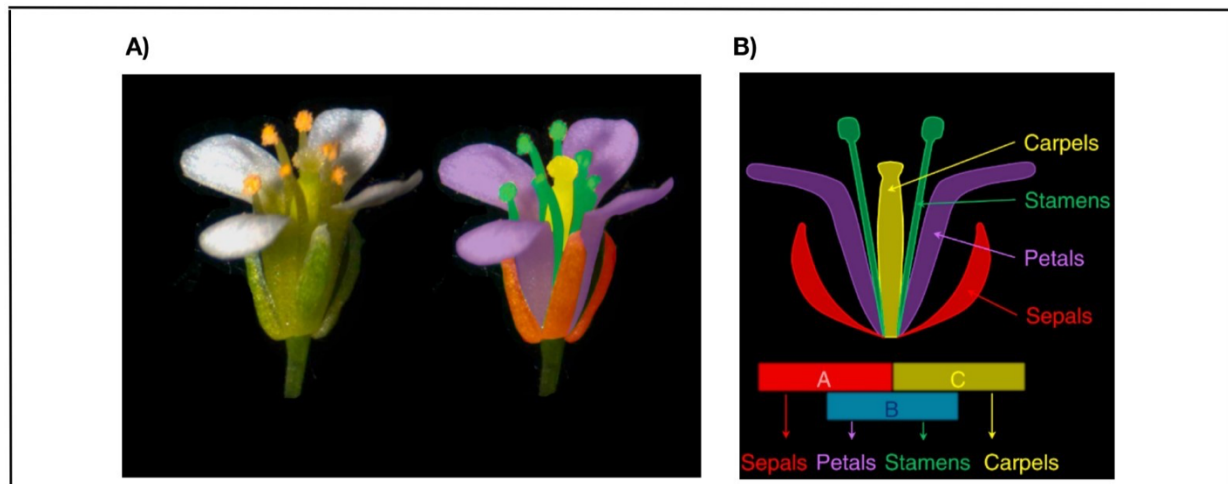 A)
B)
Carpels
Stamens
Petals
Sepals
A
C
B
Sepals Petals Stamens Carpels